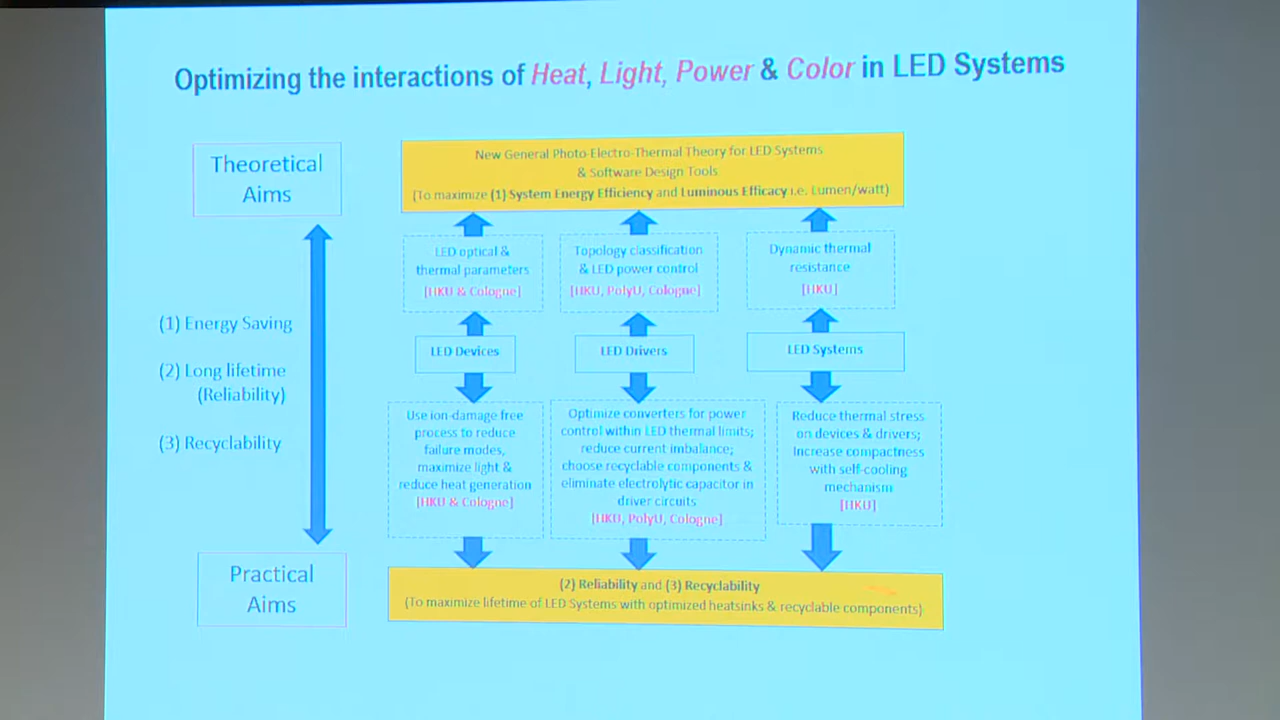 Optimizing the interactions of Heat, Light, Power & Color in LED Systems
Theoretical
Aims
New General Photo-Electro-Thermal Theory for LED Systems
& Software Design Tools
(To maximize (1) System Energy Efficiency and Luminous Efficacy i.e. Lumen/watt)
LED optical &
thermal parameters
[HKU & Cologne]
Topology classification
& LED power control
[HKU, PolyU, Cologne]
Dynamic thermal
resistance
[HKU]
(1) Energy Saving
(2) Long lifetime
(Reliability)
(3) Recyclability
LED Devices
LED Drivers
LED Systems
Use ion-damage free
process to reduce
failure modes,
maximize light &
reduce heat generation
[HKU & Cologne]
Optimize converters for power
control within LED thermal limits;
reduce current imbalance;
choose recyclable components &
eliminate electrolytic capacitor in
driver circuits
[HKU, PolyU, Cologne]
Reduce thermal stress
on devices & drivers;
Increase compactness
with self-cooling
mechanism
[HKU]
Practical
Aims
(2) Reliability and (3) Recyclability
(To maximize lifetime of LED Systems with optimized heatsinks & recyclable components)